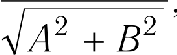 √A² + B² ,